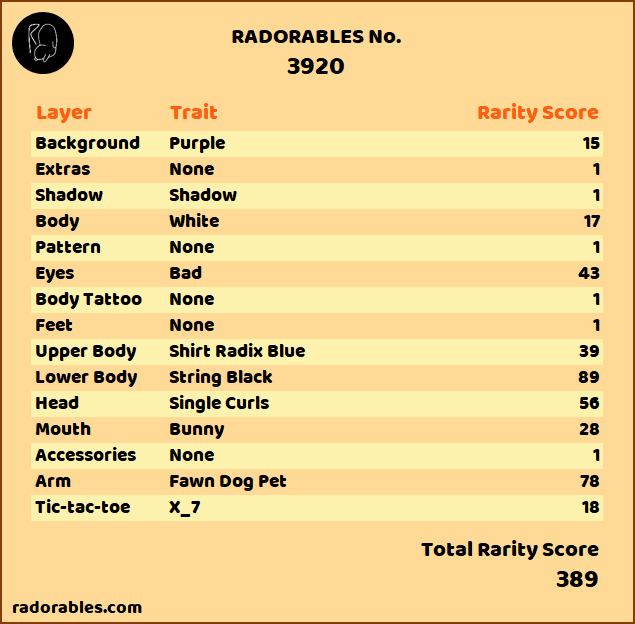 RADORABLES No.
3920
Layer Trait Rarity Score
Background Purple 15
Extras None 1
Shadow Shadow 1
Body White 17
Pattern None 1
Eyes Bad 43
Body Tattoo None 1
Feet None 1
Upper Body Shirt Radix Blue 39
Lower Body String Black 89
Head Single Curls 56
Mouth Bunny 28
Accessories None 1
Arm Fawn Dog Pet 78
Tic-tac-toe X_7 18
Total Rarity Score
389
radorables.com